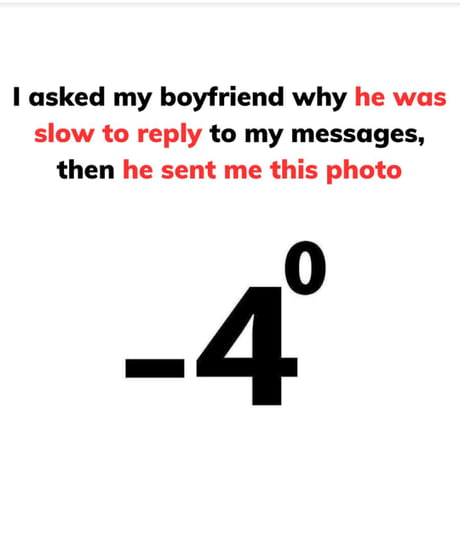 I asked my boyfriend why he was
slow to reply to my messages,
then he sent me this photo
-4⁰